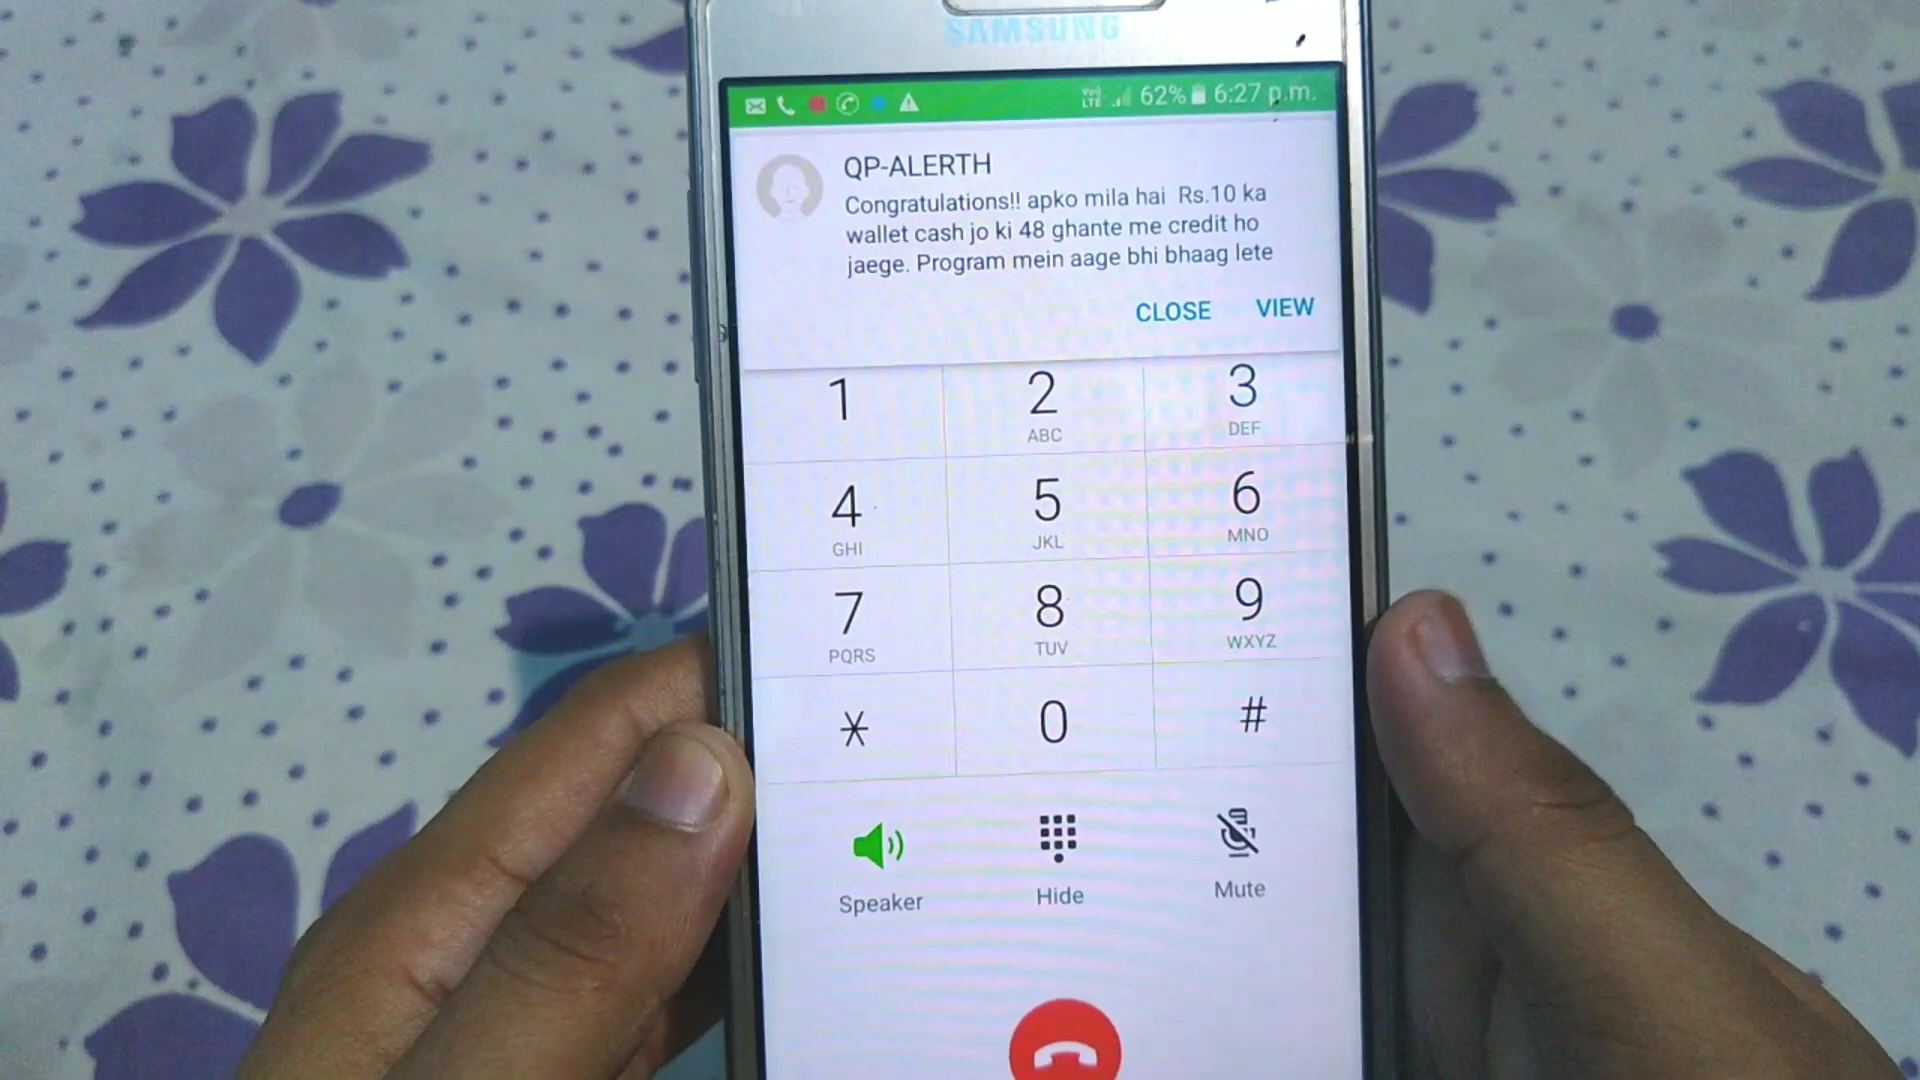 SAMSUNG
Vo)) LTE 62% 6:27 p.m.
QP-ALERTH
Congratulations!! apko mila hai Rs.10 ka
wallet cash jo ki 48 ghante me credit ho
jaege. Program mein aage bhi bhaag lete
CLOSE VIEW
1 2 3
ABC DEF
4 5 6
GHI JKL MNO
7 8 9
PQRS TUV WXYZ
* 0 #
Speaker Hide Mute